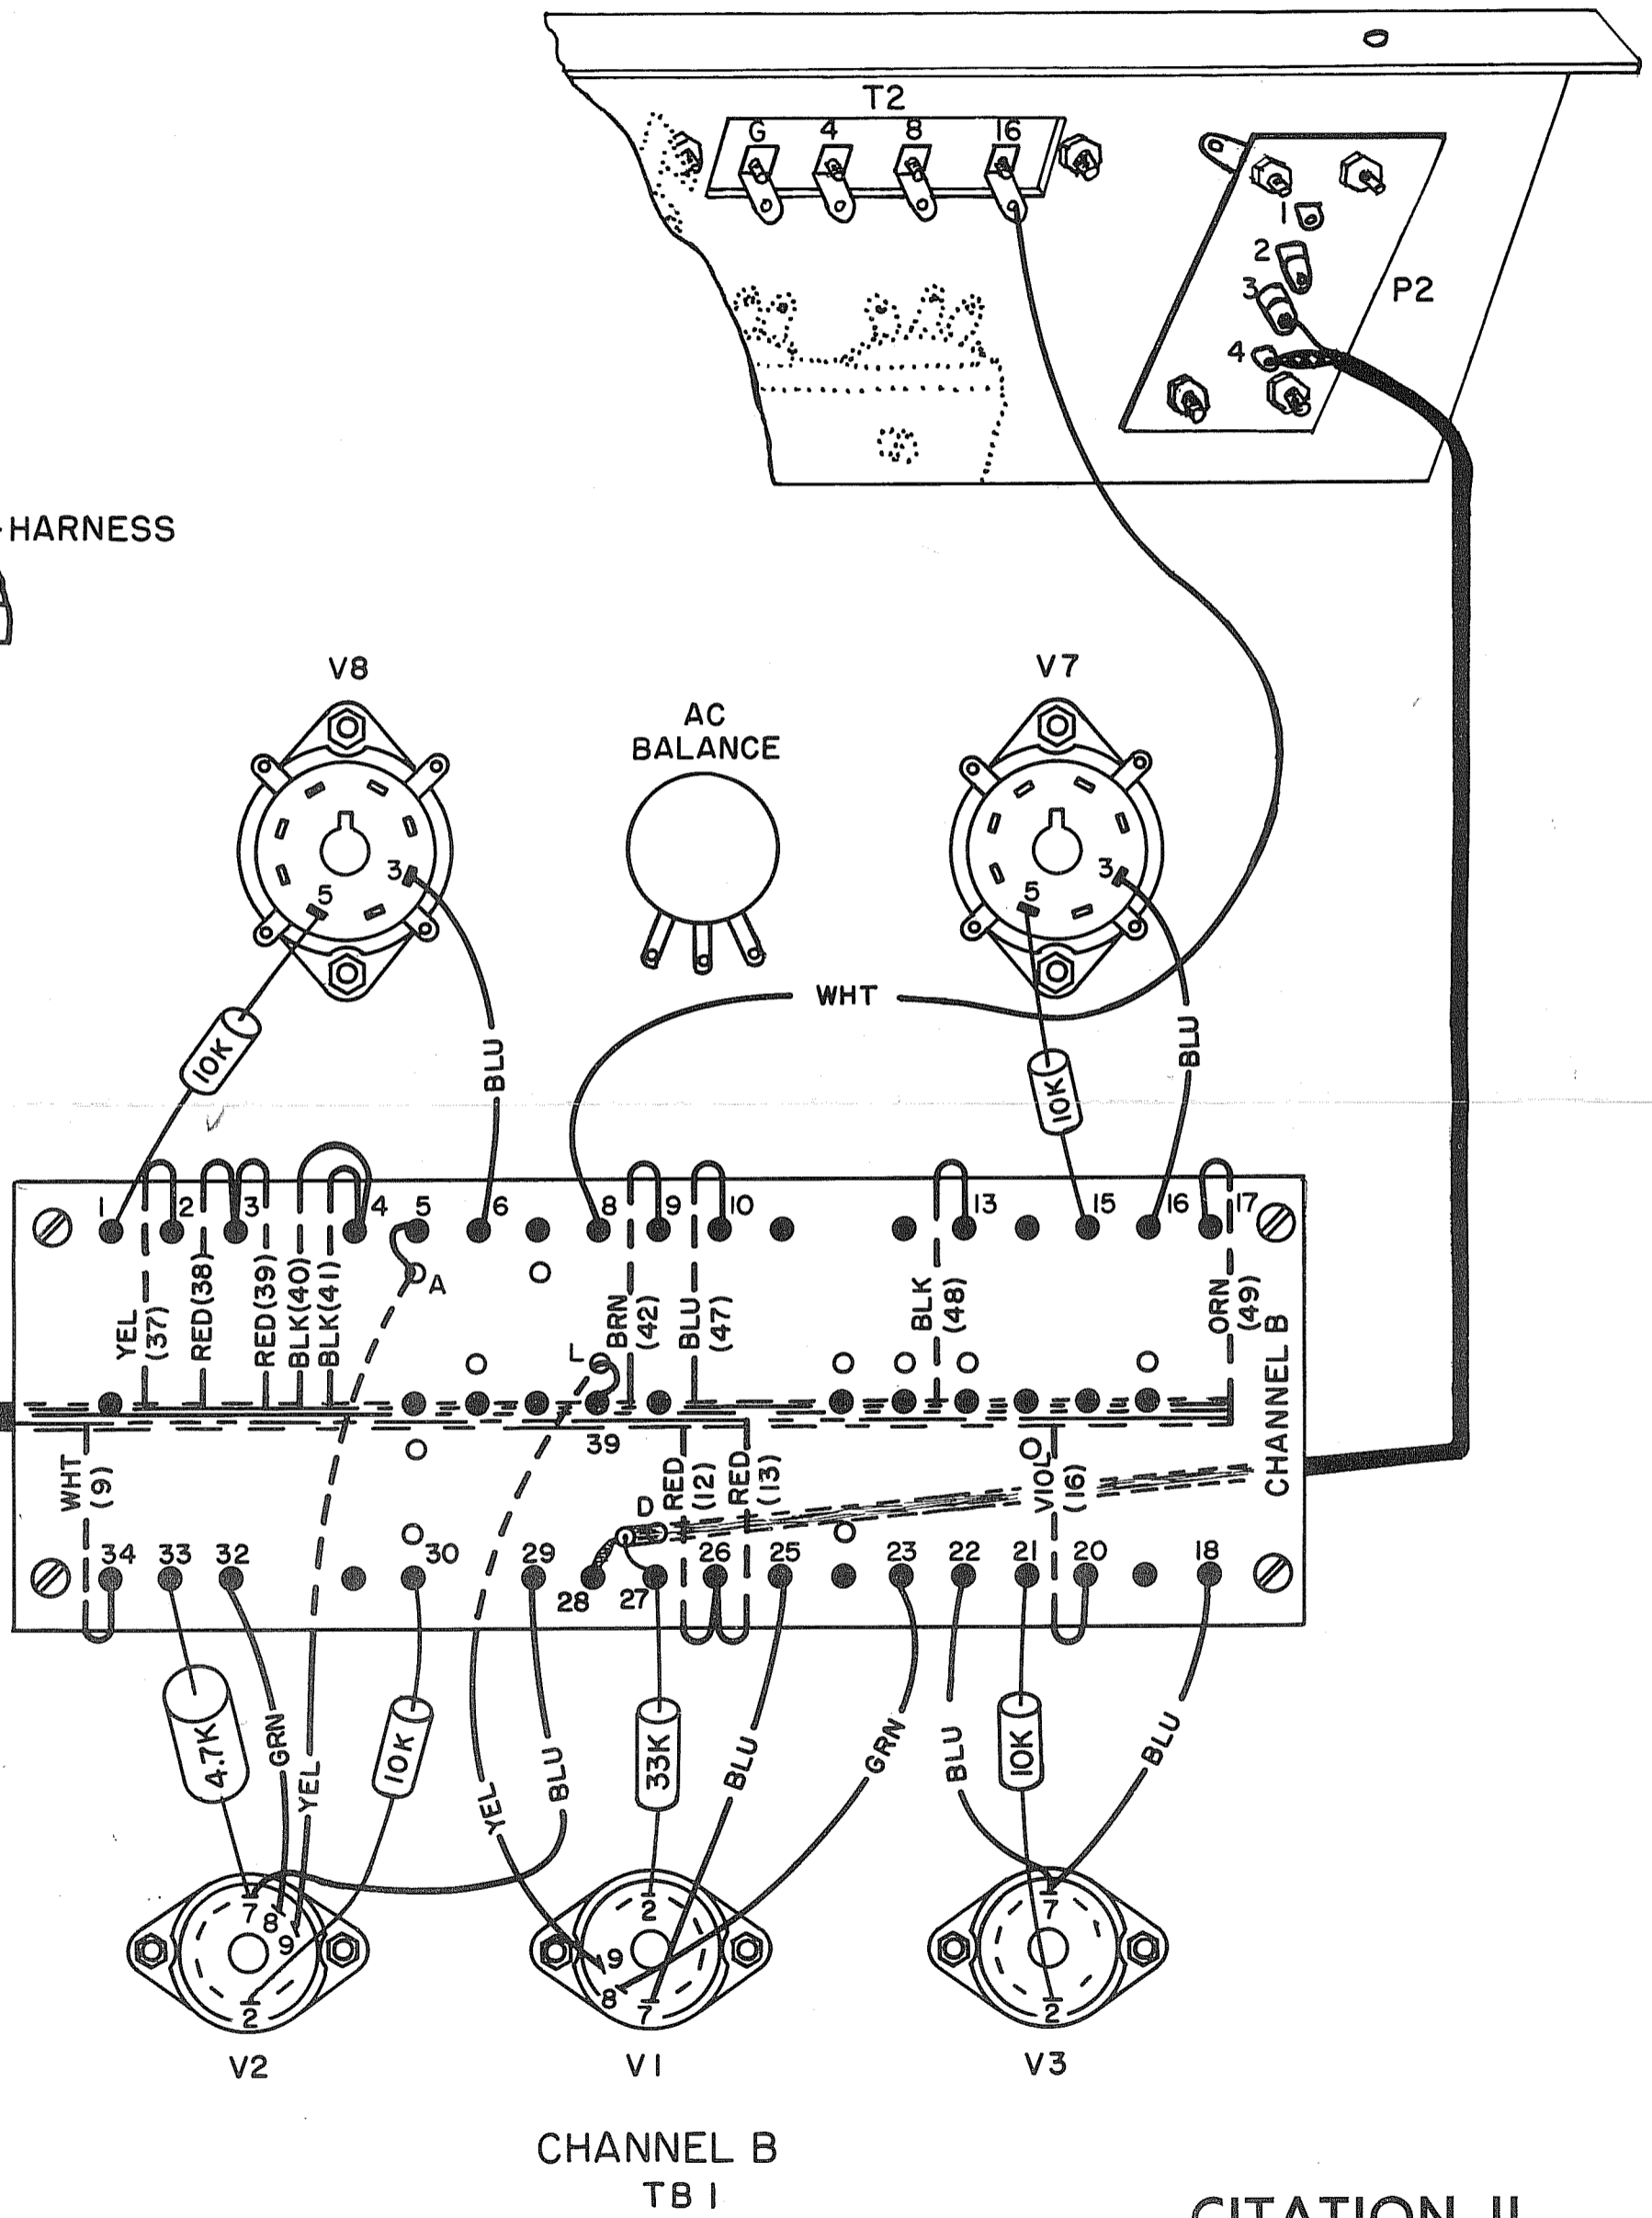 T2
G 4 8 16
1
2
3
P2
4
-HARNESS
V8
V7
AC
BALANCE
3
5
3
5
WHT
10K
BLU
10K
BLU
1 2 3 4 5 6 8 9 10 13 15 16 17
A
YEL
(37)
RED(38)
RED(39)
BLK(40)
BLK(41)
L
BRN
(42)
BLU
(47)
BLK
(48)
ORN
(49)
CHANNEL B
39
WHT
(9)
D
RED
(12)
RED
(13)
VIOL
(16)
34 33 32 30 29 28 27 26 25 23 22 21 20 18
4.7K
GRN
YEL
10K
YEL
BLU
33K
BLU
GRN
BLU
10K
BLU
7
8
9
2
2
9
8
7
7
2
V2
V1
V3
CHANNEL B
TB1
CITATION II